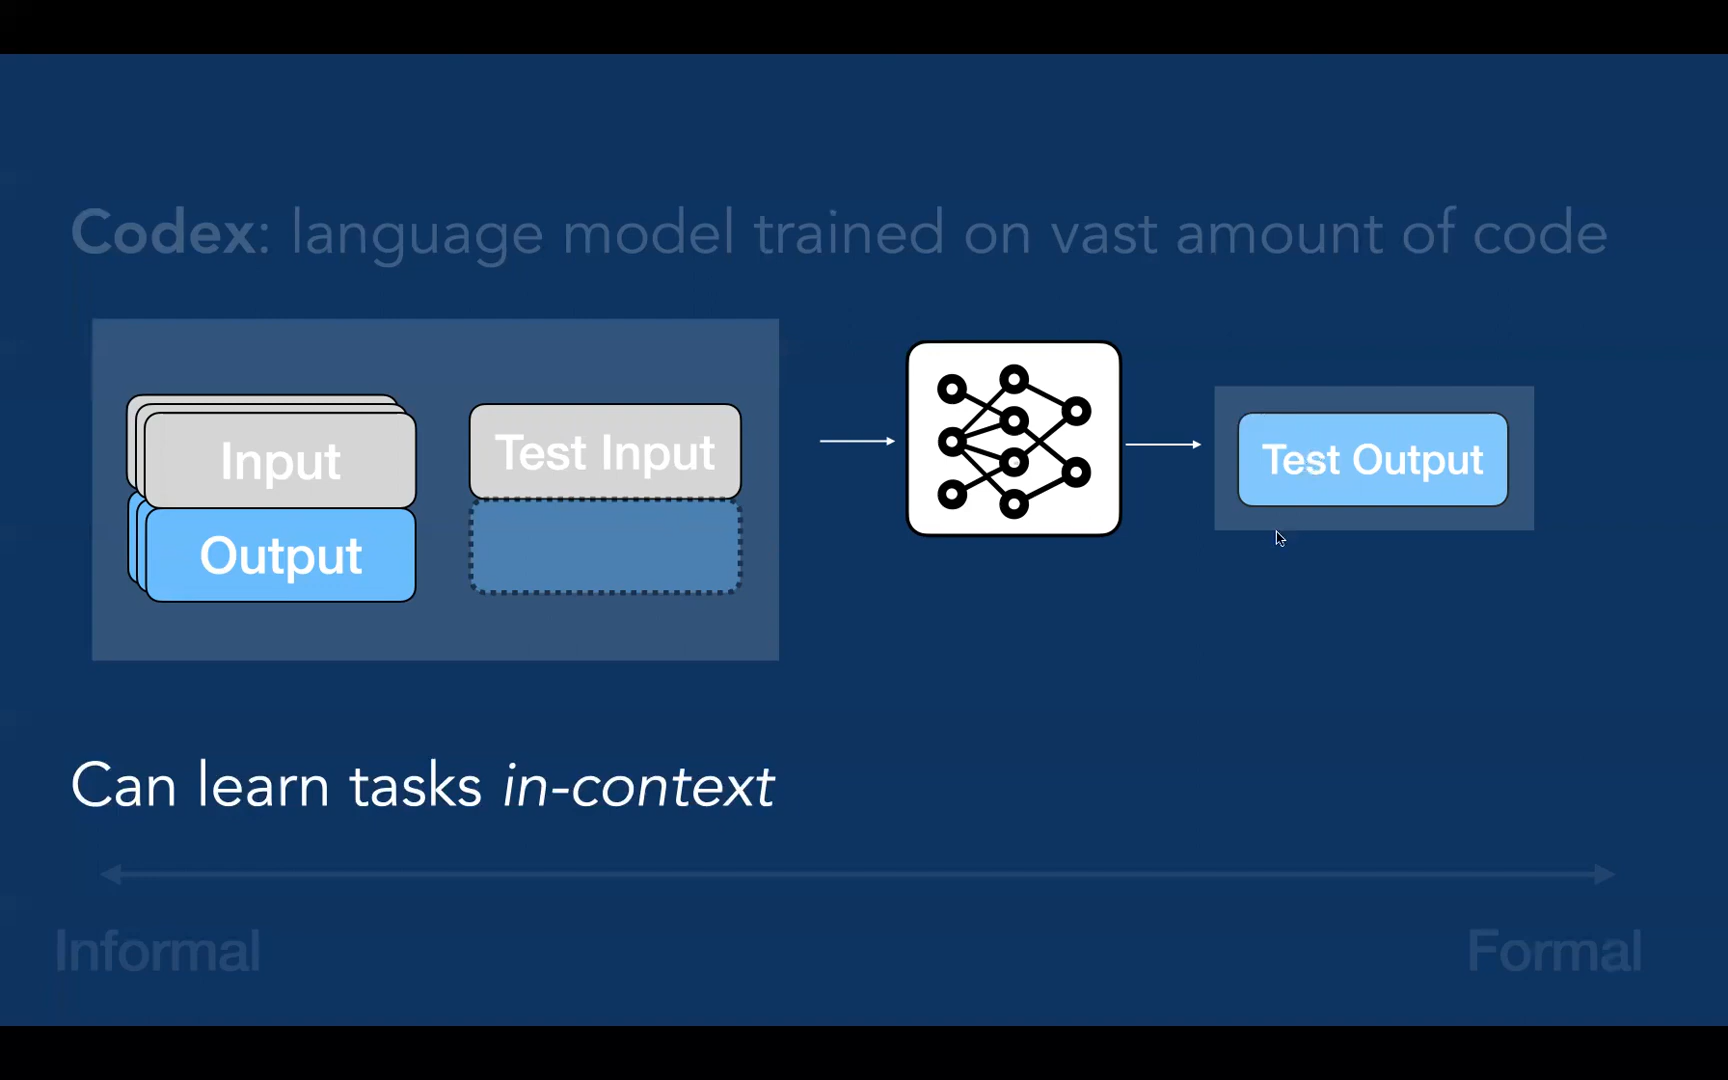 Codex: language model trained on vast amount of code
Input
Output
Test Input
Test Output
Can learn tasks in-context
Informal
Formal